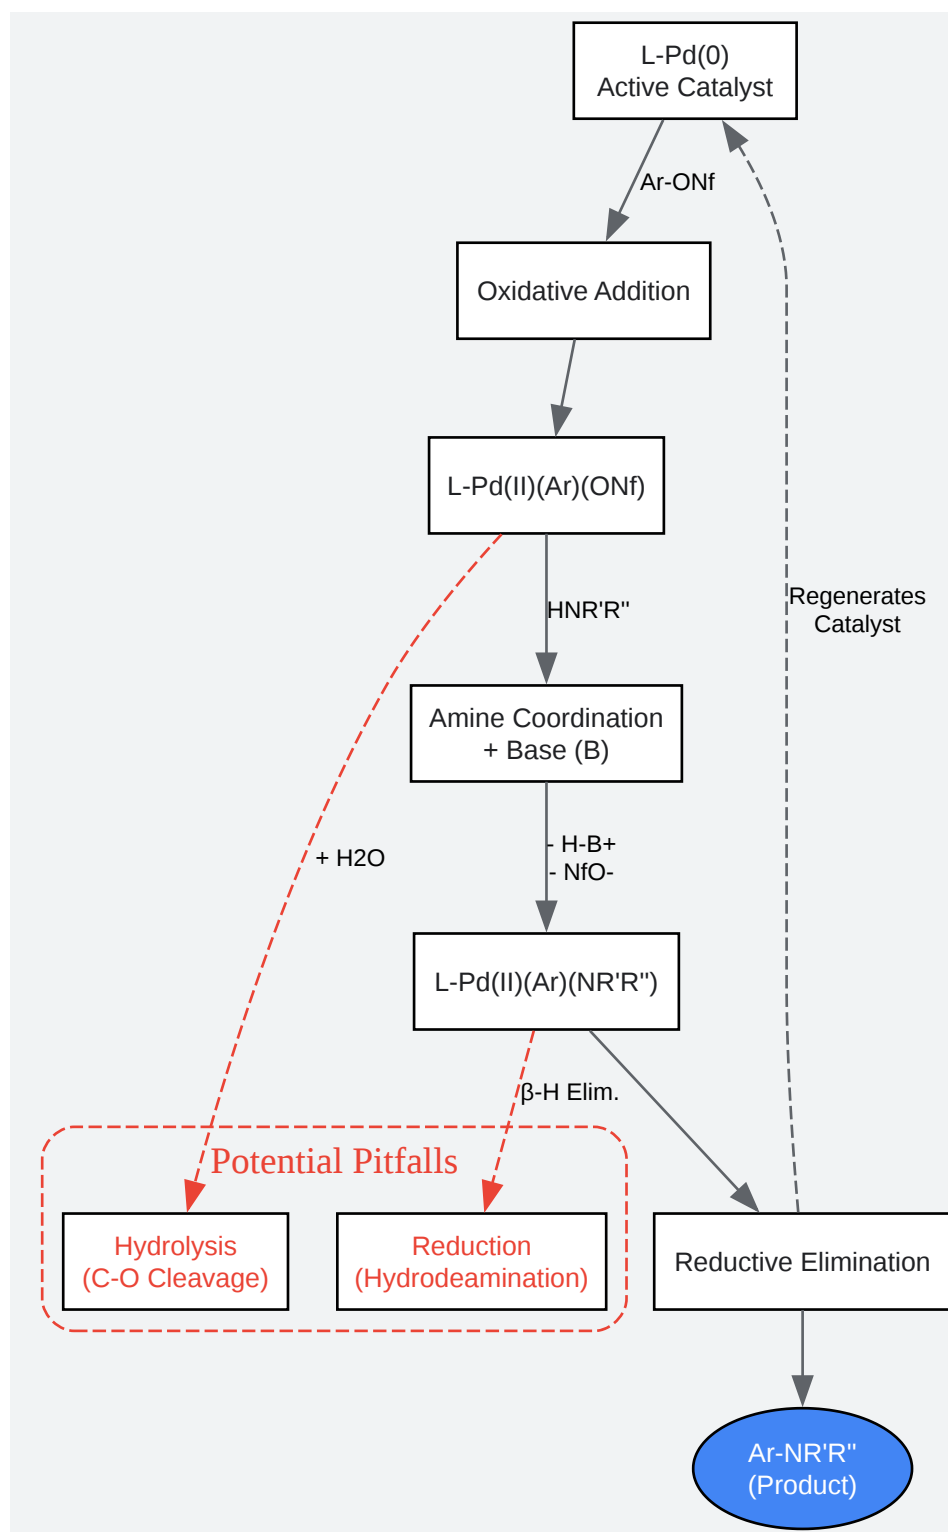 L-Pd(0)
Active Catalyst
Ar-ONf
Oxidative Addition
L-Pd(II)(Ar)(ONf)
HNR'R''
Regenerates
Catalyst
Amine Coordination
+ Base (B)
- H-B+
- NfO-
+ H2O
L-Pd(II)(Ar)(NR'R'')
β-H Elim.
Potential Pitfalls
Hydrolysis
(C-O Cleavage)
Reduction
(Hydrodeamination)
Reductive Elimination
Ar-NR'R''
(Product)